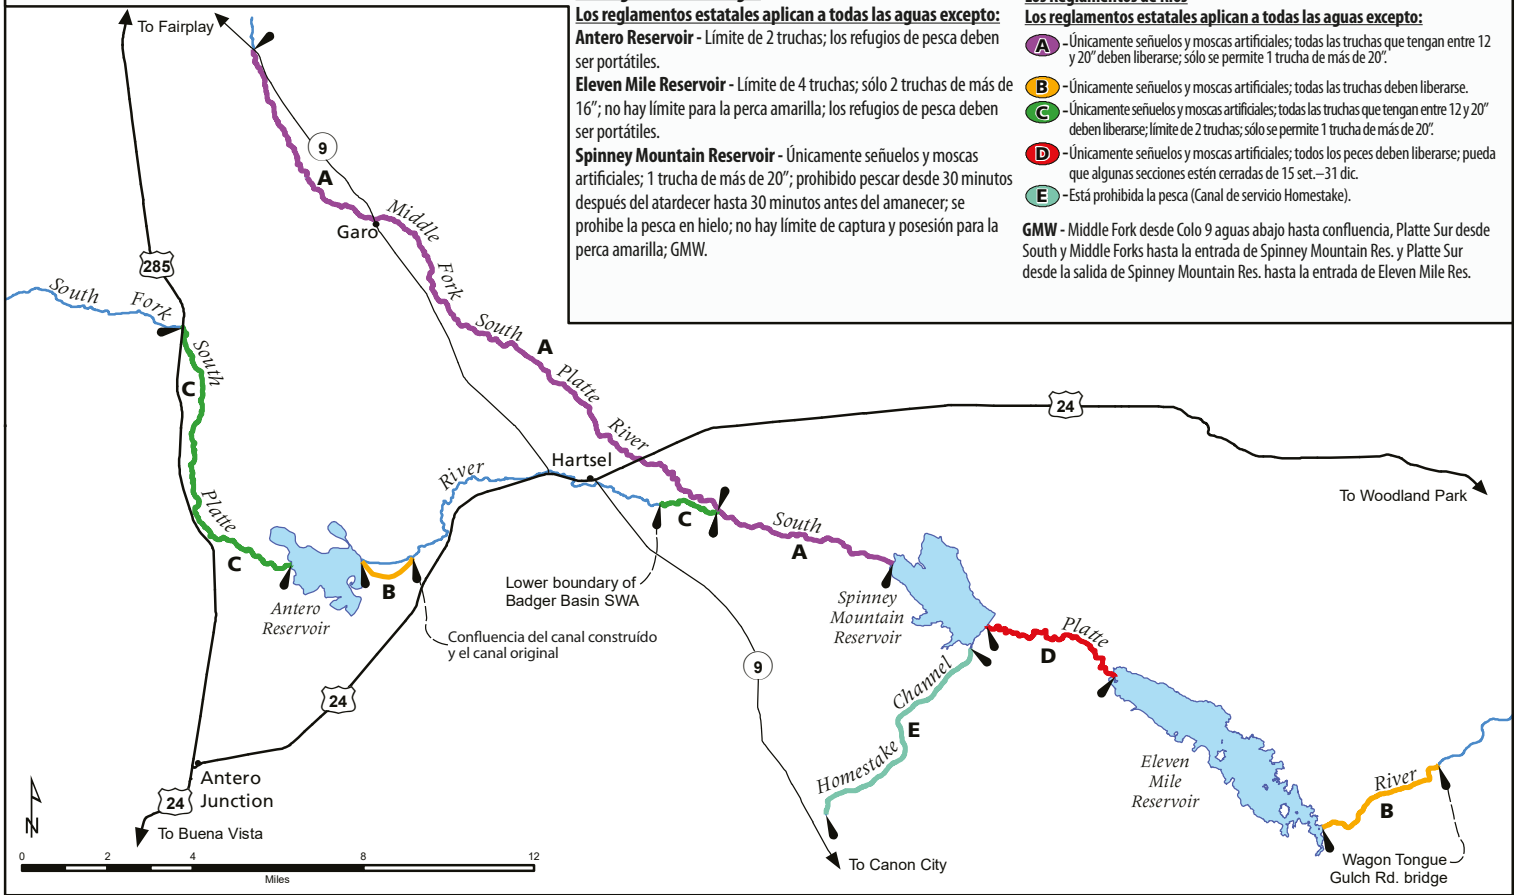 Los reglamentos estatales aplican a todas las aguas excepto:
Antero Reservoir - Límite de 2 truchas; los refugios de pesca deben
ser portátiles.
Eleven Mile Reservoir - Límite de 4 truchas; sólo 2 truchas de más de
16”; no hay límite para la perca amarilla; los refugios de pesca deben
ser portátiles.
Spinney Mountain Reservoir - Únicamente señuelos y moscas
artificiales; 1 trucha de más de 20”; prohibido pescar desde 30 minutos
después del atardecer hasta 30 minutos antes del amanecer; se
prohibe la pesca en hielo; no hay límite de captura y posesión para la
perca amarilla; GMW.
Los reglamentos estatales aplican a todas las aguas excepto:
A - Únicamente señuelos y moscas artificiales; todas las truchas que tengan entre 12
y 20” deben liberarse; sólo se permite 1 trucha de más de 20”.
B - Únicamente señuelos y moscas artificiales; todas las truchas deben liberarse.
C - Únicamente señuelos y moscas artificiales; todas las truchas que tengan entre 12 y 20”
deben liberarse; límite de 2 truchas; sólo se permite 1 trucha de más de 20”.
D - Únicamente señuelos y moscas artificiales; todos los peces deben liberarse; pueda
que algunas secciones estén cerradas de 15 set.–31 dic.
E - Está prohibida la pesca (Canal de servicio Homestake).
GMW - Middle Fork desde Colo 9 aguas abajo hasta confluencia, Platte Sur desde
South y Middle Forks hasta la entrada de Spinney Mountain Res. y Platte Sur
desde la salida de Spinney Mountain Res. hasta la entrada de Eleven Mile Res.
To Fairplay
9
A
Middle
Garo
Fork
285
South
Fork
South
C
Platte
C
South
A
Platte
River
24
Hartsel
River
To Woodland Park
C
South
A
B
Antero
Reservoir
Lower boundary of
Badger Basin SWA
Confluencia del canal construído
y el canal original
Spinney
Mountain
Reservoir
Platte
D
9
24
Channel
E
Homestake
Eleven
Mile
Reservoir
River
B
Antero
Junction
24
To Buena Vista
N
To Canon City
Wagon Tongue
Gulch Rd. bridge
0
2
4
8
12
Miles